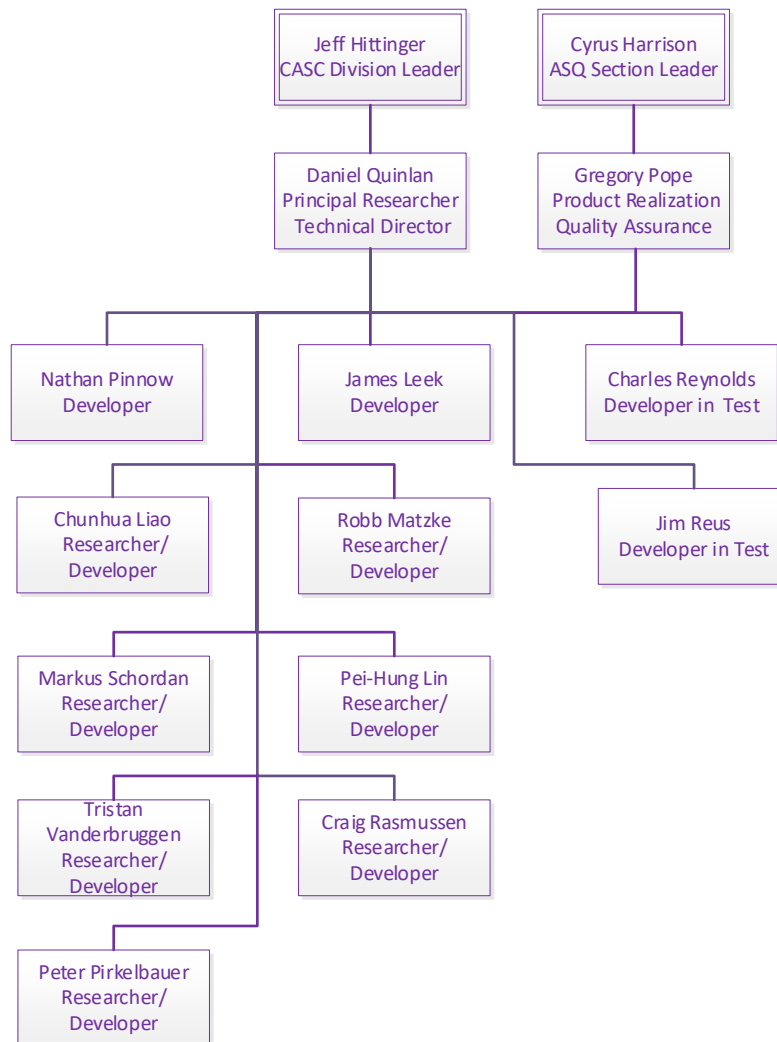 Jeff Hittinger
CASC Division Leader
Cyrus Harrison
ASQ Section Leader
Daniel Quinlan
Principal Researcher
Technical Director
Gregory Pope
Product Realization
Quality Assurance
Nathan Pinnow
Developer
James Leek
Developer
Charles Reynolds
Developer in Test
Chunhua Liao
Researcher/
Developer
Robb Matzke
Researcher/
Developer
Jim Reus
Developer in Test
Markus Schordan
Researcher/
Developer
Pei-Hung Lin
Researcher/
Developer
Tristan
Vanderbruggen
Researcher/
Developer
Craig Rasmussen
Researcher/
Developer
Peter Pirkelbauer
Researcher/
Developer